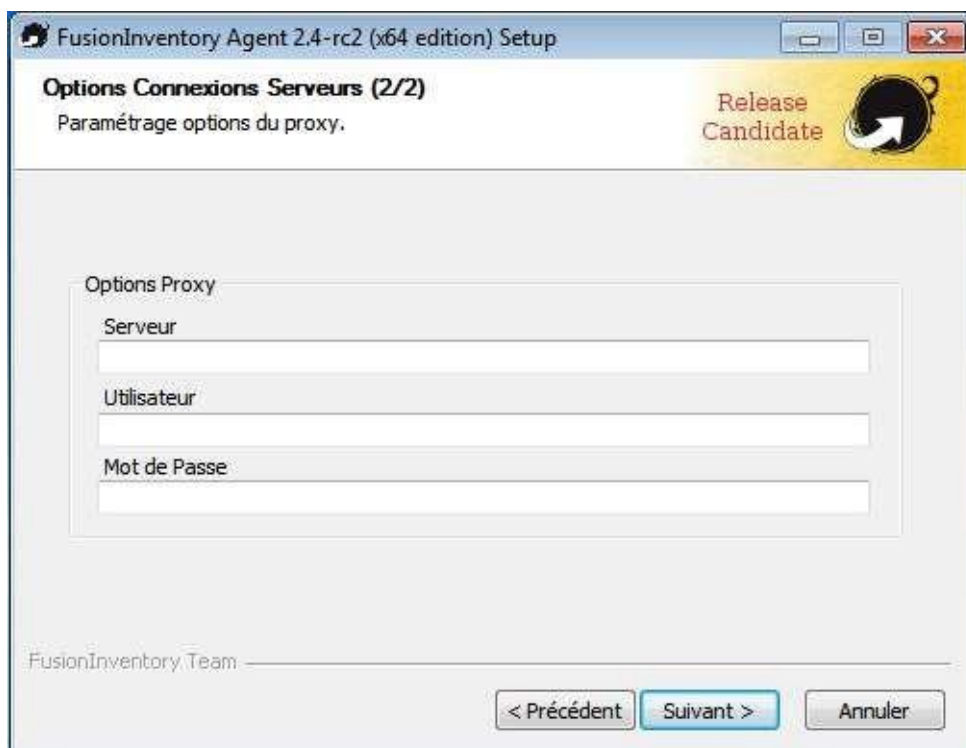 FusionInventory Agent 2.4-rc2 (x64 edition) Setup
Options Connexions Serveurs (2/2)
Paramétrage options du proxy.
Release
Candidate
Options Proxy
Serveur
Utilisateur
Mot de Passe
FusionInventory Team
< Précédent
Suivant >
Annuler